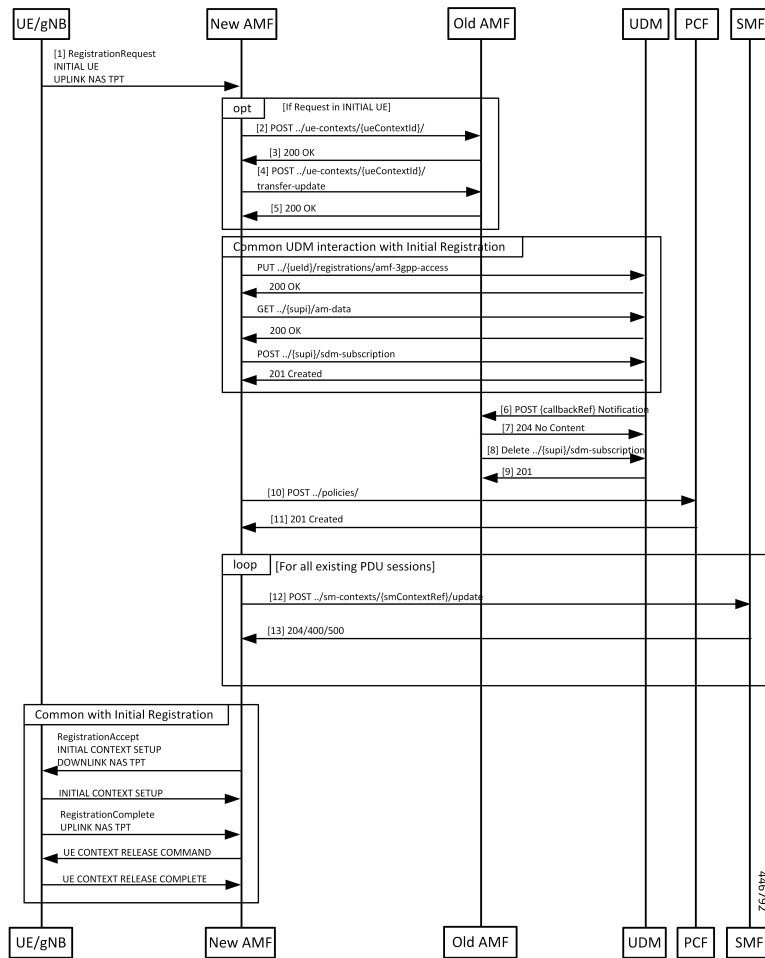 UE/gNB
New AMF
Old AMF
UDM
PCF
SMF
[1] RegistrationRequest
INITIAL UE
UPLINK NAS TPT
opt
[If Request in INITIAL UE]
[2] POST ../ue-contexts/{ueContextId}/
[3] 200 OK
[4] POST ../ue-contexts/{ueContextId}/
transfer-update
[5] 200 OK
Common UDM interaction with Initial Registration
PUT ../{ueId}/registrations/amf-3gpp-access
200 OK
GET ../{supi}/am-data
200 OK
POST ../{supi}/sdm-subscription
201 Created
[6] POST {callbackRef} Notification
[7] 204 No Content
[8] Delete ../{supi}/sdm-subscription
[9] 201
[10] POST ../policies/
[11] 201 Created
loop
[For all existing PDU sessions]
[12] POST ../sm-contexts/{smContextRef}/update
[13] 204/400/500
Common with Initial Registration
RegistrationAccept
INITIAL CONTEXT SETUP
DOWNLINK NAS TPT
INITIAL CONTEXT SETUP
RegistrationComplete
UPLINK NAS TPT
UE CONTEXT RELEASE COMMAND
UE CONTEXT RELEASE COMPLETE
446792
UE/gNB
New AMF
Old AMF
UDM
PCF
SMF